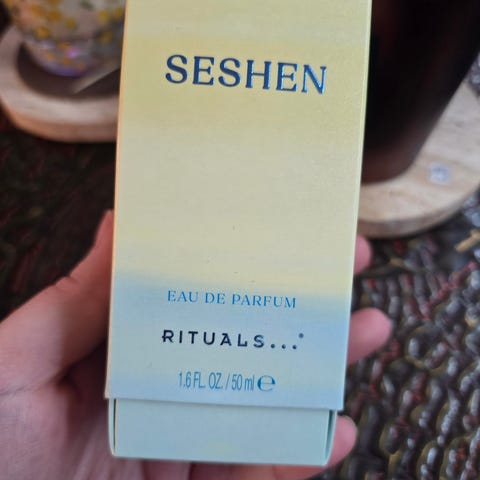 SESHEN
EAU DE PARFUM
RITUALS...®
1.6 FL. OZ. / 50 ml ℮